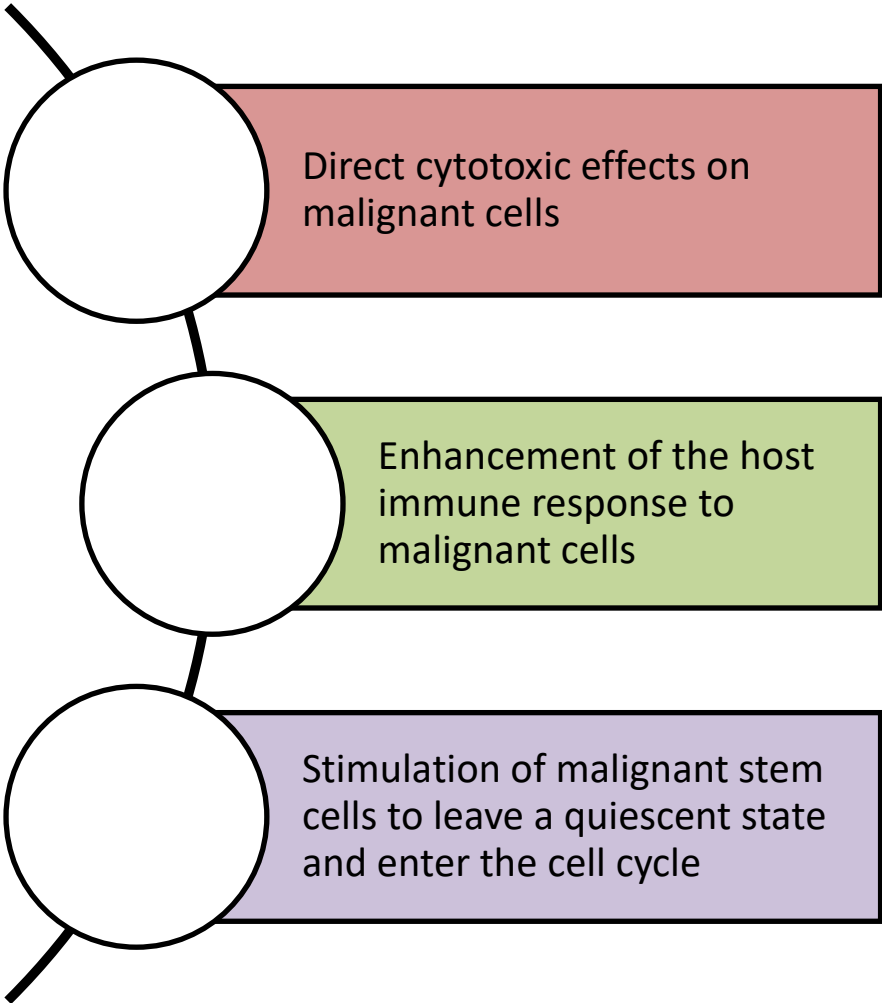 Direct cytotoxic effects on
malignant cells
Enhancement of the host
immune response to
malignant cells
Stimulation of malignant stem
cells to leave a quiescent state
and enter the cell cycle